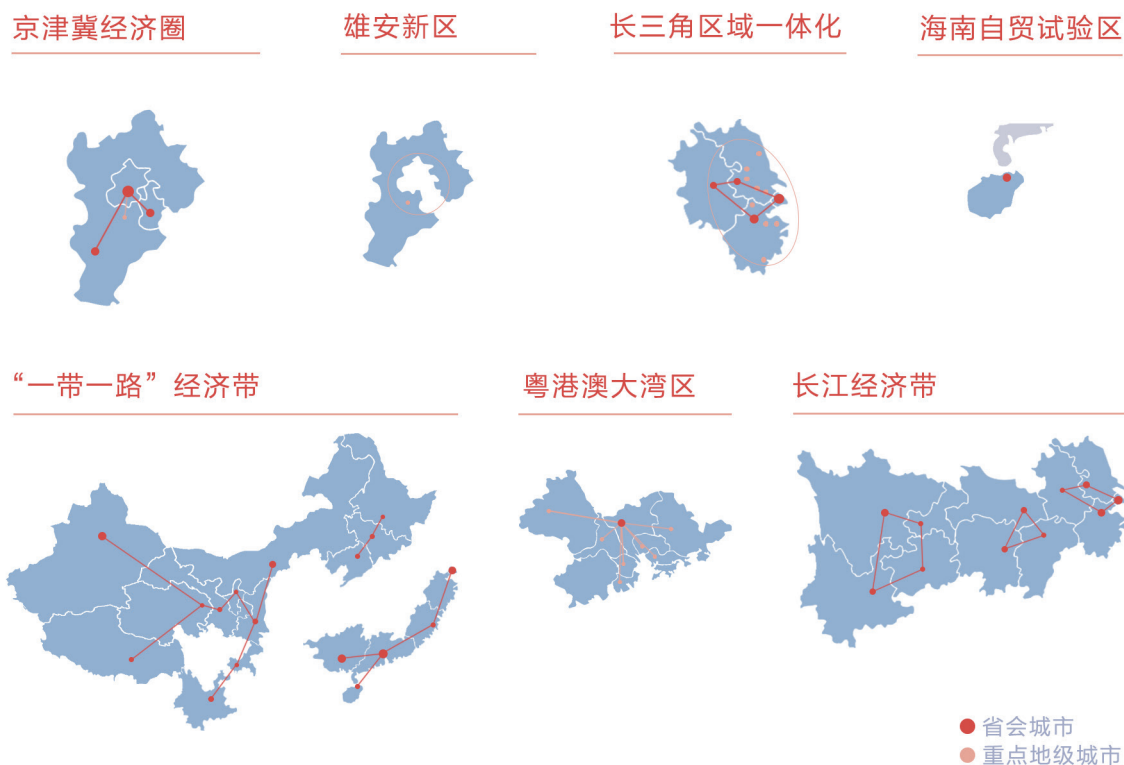 京津冀经济圈
雄安新区
长三角区域一体化
海南自贸试验区
“一带一路”经济带
粤港澳大湾区
长江经济带
省会城市
重点地级城市